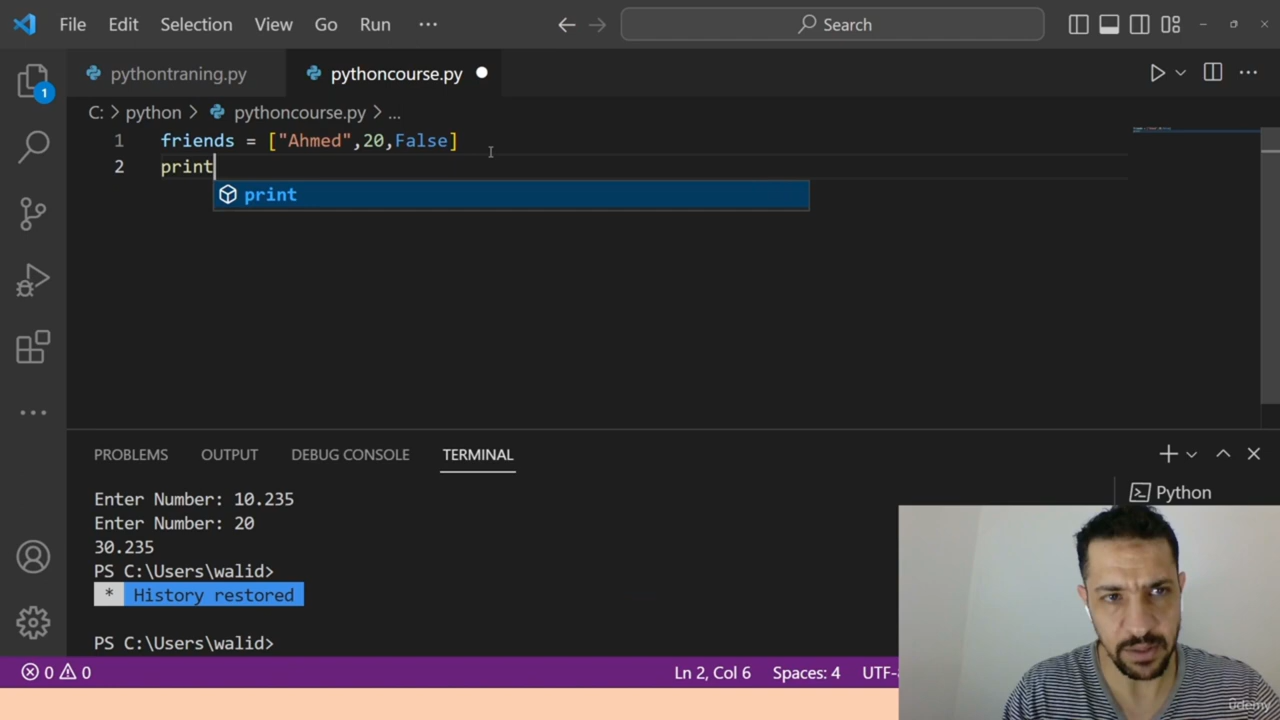 File Edit Selection View Go Run ··· Search
pythontraning.py pythoncourse.py
C: > python > pythoncourse.py > ...
1 friends = ["Ahmed",20,False]
2 print
print
PROBLEMS OUTPUT DEBUG CONSOLE TERMINAL
Enter Number: 10.235
Python
Enter Number: 20
30.235
PS C:\Users\walid>
* History restored
PS C:\Users\walid>
0 0 Ln 2, Col 6 Spaces: 4 UTF-8
1
ûdemy